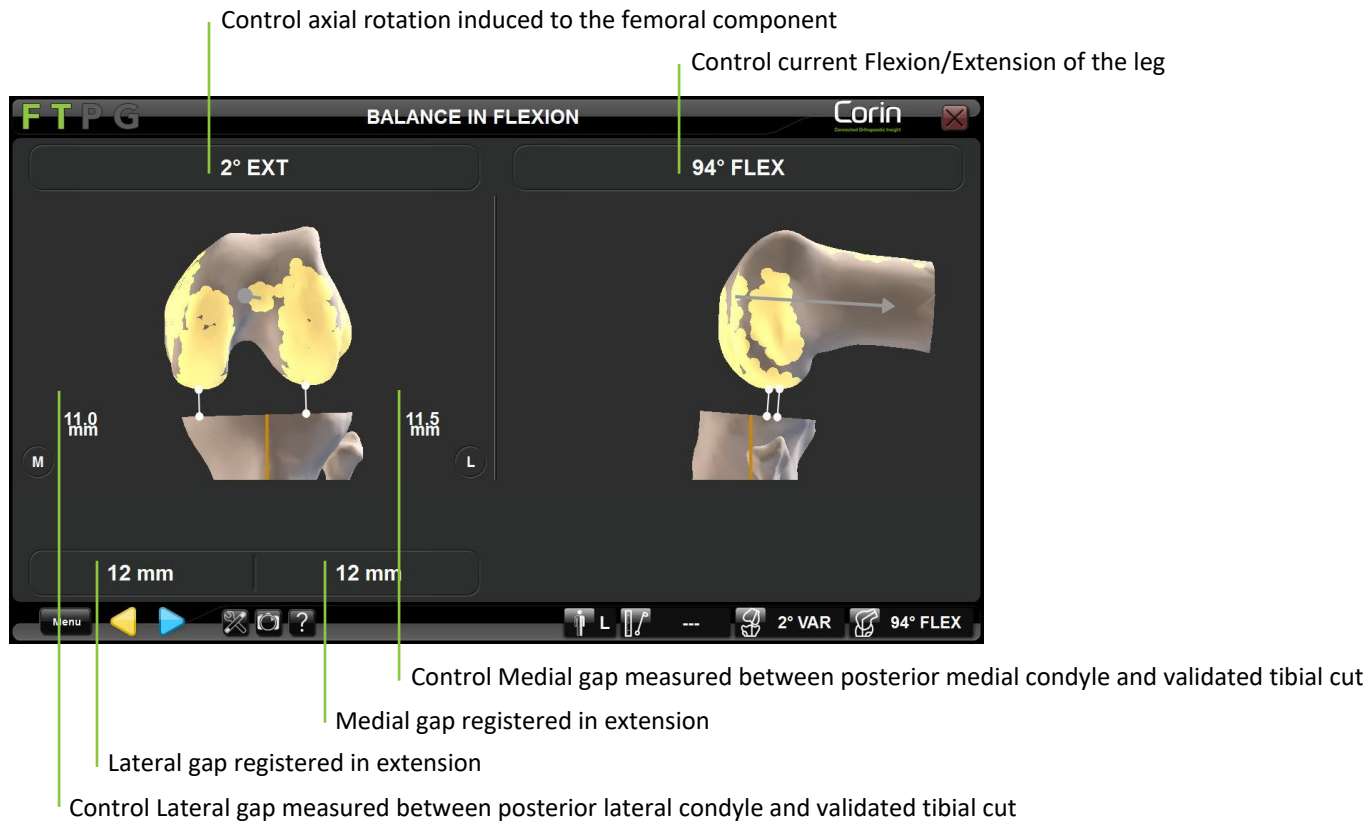 Control axial rotation induced to the femoral component
Control current Flexion/Extension of the leg
F T P G
BALANCE IN FLEXION
Corin
Connected Orthopaedic Insight
2° EXT
94° FLEX
11.0
mm
11.5
mm
M
L
12 mm
12 mm
Menu
?
L
---
2° VAR
94° FLEX
Control Medial gap measured between posterior medial condyle and validated tibial cut
Medial gap registered in extension
Lateral gap registered in extension
Control Lateral gap measured between posterior lateral condyle and validated tibial cut